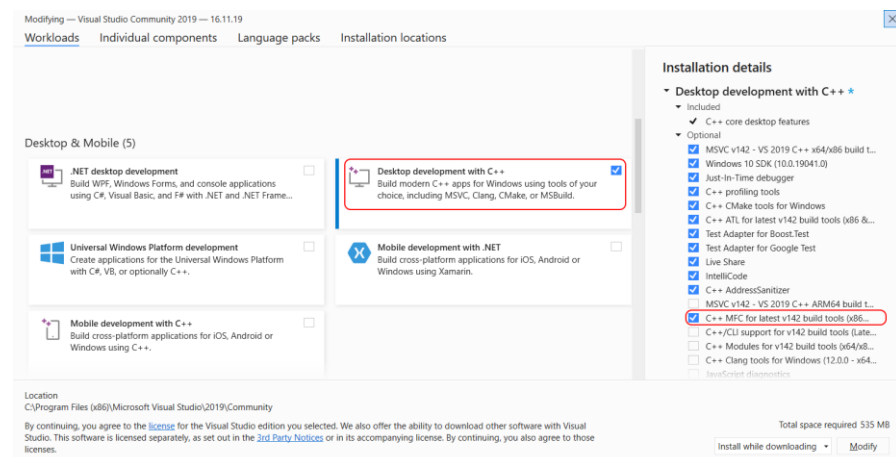 Modifying — Visual Studio Community 2019 — 16.11.19
Workloads Individual components Language packs Installation locations
Desktop & Mobile (5)
.NET desktop development
Build WPF, Windows Forms, and console applications
using C#, Visual Basic, and F# with .NET and .NET Frame...
Desktop development with C++
Build modern C++ apps for Windows using tools of your
choice, including MSVC, Clang, CMake, or MSBuild.
Universal Windows Platform development
Create applications for the Universal Windows Platform
with C#, VB, or optionally C++.
Mobile development with .NET
Build cross-platform applications for iOS, Android or
Windows using Xamarin.
Mobile development with C++
Build cross-platform applications for iOS, Android or
Windows using C++.
Installation details
Desktop development with C++ *
Included
C++ core desktop features
Optional
MSVC v142 - VS 2019 C++ x64/x86 build t...
Windows 10 SDK (10.0.19041.0)
Just-In-Time debugger
C++ profiling tools
C++ CMake tools for Windows
C++ ATL for latest v142 build tools (x86 &...
Test Adapter for Boost.Test
Test Adapter for Google Test
Live Share
IntelliCode
C++ AddressSanitizer
MSVC v142 - VS 2019 C++ ARM64 build t...
C++ MFC for latest v142 build tools (x86...
C++/CLI support for v142 build tools (Late...
C++ Modules for v142 build tools (x64/x8...
C++ Clang tools for Windows (12.0.0 - x64...
JavaScript diagnostics
Location
C:\Program Files (x86)\Microsoft Visual Studio\2019\Community
By continuing, you agree to the license for the Visual Studio edition you selected. We also offer the ability to download other software with Visual
Studio. This software is licensed separately, as set out in the 3rd Party Notices or in its accompanying license. By continuing, you also agree to those
licenses.
Total space required 535 MB
Install while downloading Modify